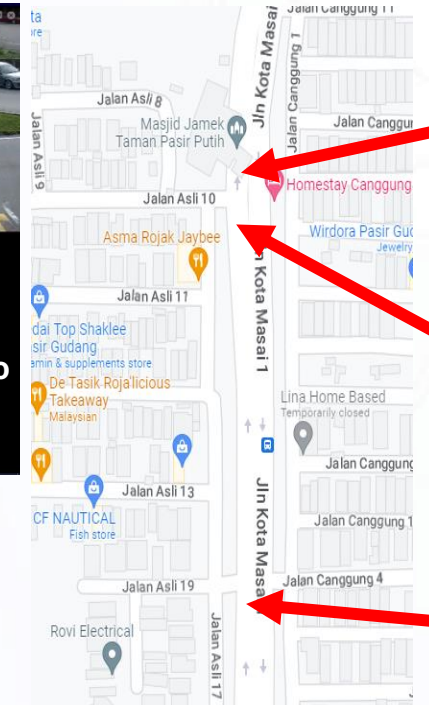 Jalan Canggung 11
Jalan Asli 8
Jln Kota Masai
Jalan Canggung 1
Masjid Jamek
Taman Pasir Putih
Jalan Canggun
Jalan Asli 9
Homestay Canggung
Jalan Asli 10
Asma Rojak Jaybee
Wirdora Pasir Gud
Jewelry
Jalan Asli 11
n Kota Masai 1
dai Top Shaklee
sir Gudang
amin & supplements store
De Tasik Roja'licious
Takeaway
Malaysian
Lina Home Based
Temporarily closed
Jalan Canggung
Jalan Asli 13
Jln Kota Masa
CF NAUTICAL
Fish store
Jalan Canggung 1
Jalan Asli 19
Jalan Canggung 4
Rovi Electrical
Jalan Asli 17